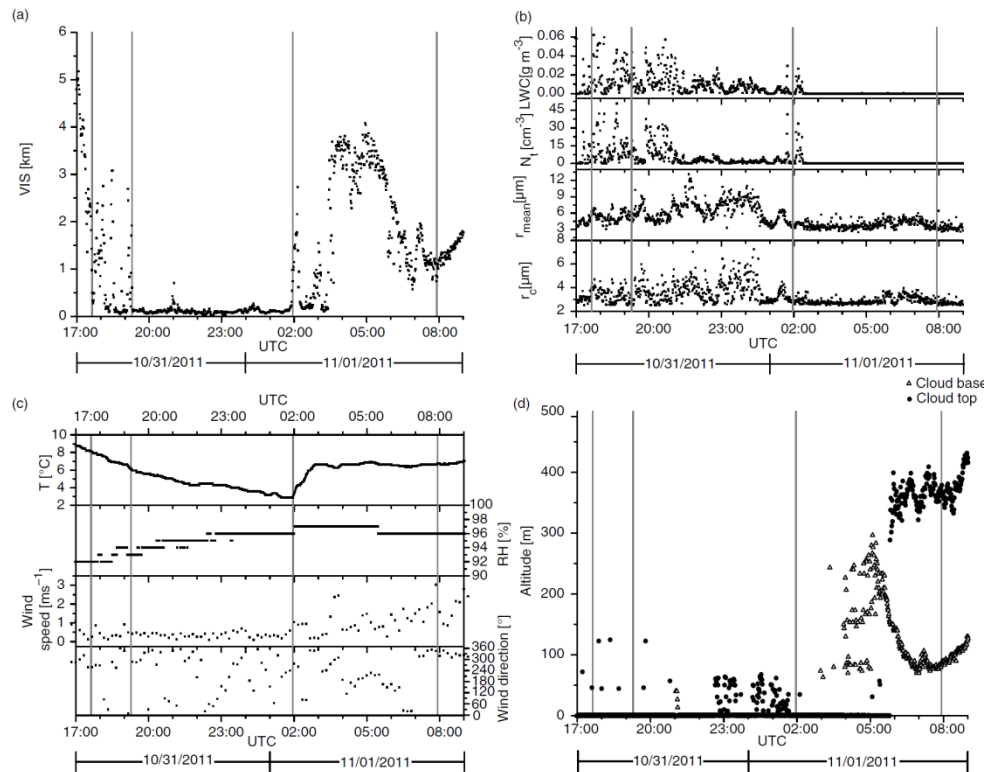 (a)
6
5
4
3
2
1
0
VIS [km]
17:00 20:00 23:00 02:00 05:00 08:00
UTC
10/31/2011 11/01/2011
(b)
0.06
0.04
0.02
0.00
LWC[g m⁻³]
45
30
15
0
Nt [cm⁻³]
12
9
6
3
rmean[µm]
8
6
4
2
rc[µm]
17:00 20:00 23:00 02:00 05:00 08:00
UTC
10/31/2011 11/01/2011
(c)
UTC
17:00 20:00 23:00 02:00 05:00 08:00
10
8
6
4
2
T [°C]
100
98
96
94
92
90
RH [%]
3
2
1
0
Wind
speed [ms⁻¹]
360
300
240
180
120
60
0
Wind direction [°]
17:00 20:00 23:00 02:00 05:00 08:00
UTC
10/31/2011 11/01/2011
Cloud base
Cloud top
(d)
500
400
300
200
100
0
Altitude [m]
17:00 20:00 23:00 02:00 05:00 08:00
UTC
10/31/2011 11/01/2011